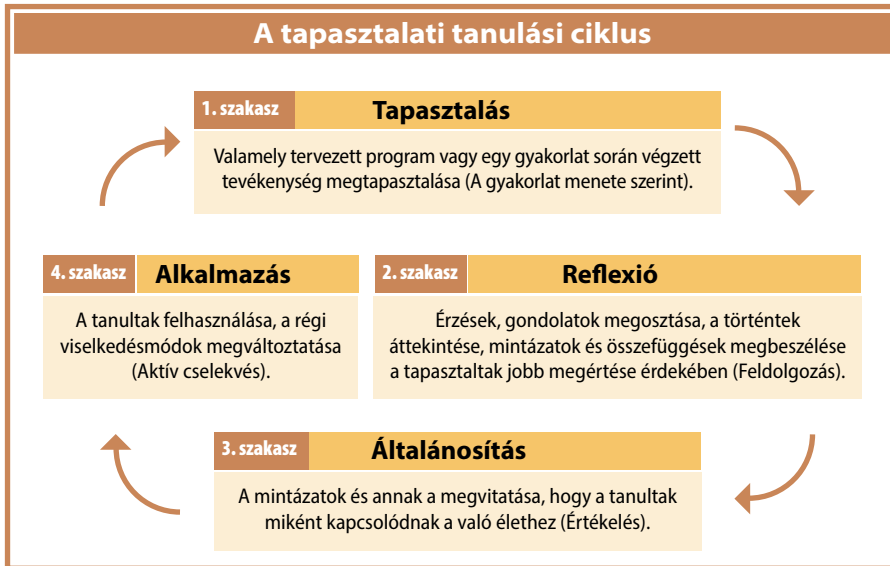 A tapasztalati tanulási ciklus
1. szakasz Tapasztalás
Valamely tervezett program vagy egy gyakorlat során végzett
tevékenység megtapasztalása (A gyakorlat menete szerint).
2. szakasz Reflexió
Érzések, gondolatok megosztása, a történtek
áttekintése, mintázatok és összefüggések megbeszélése
a tapasztaltak jobb megértése érdekében (Feldolgozás).
3. szakasz Általánosítás
A mintázatok és annak a megvitatása, hogy a tanultak
miként kapcsolódnak a való élethez (Értékelés).
4. szakasz Alkalmazás
A tanultak felhasználása, a régi
viselkedésmódok megváltoztatása
(Aktív cselekvés).